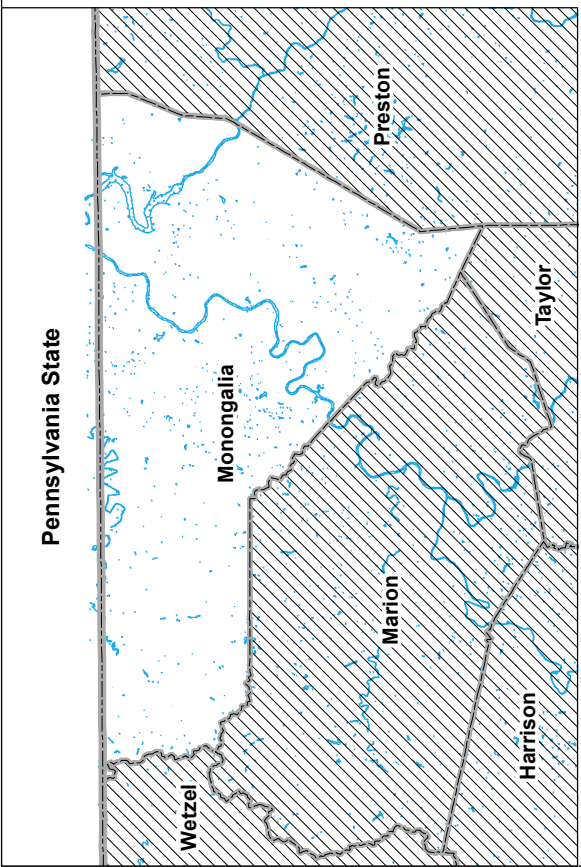 Pennsylvania State
Monongalia
Preston
Wetzel
Marion
Taylor
Harrison